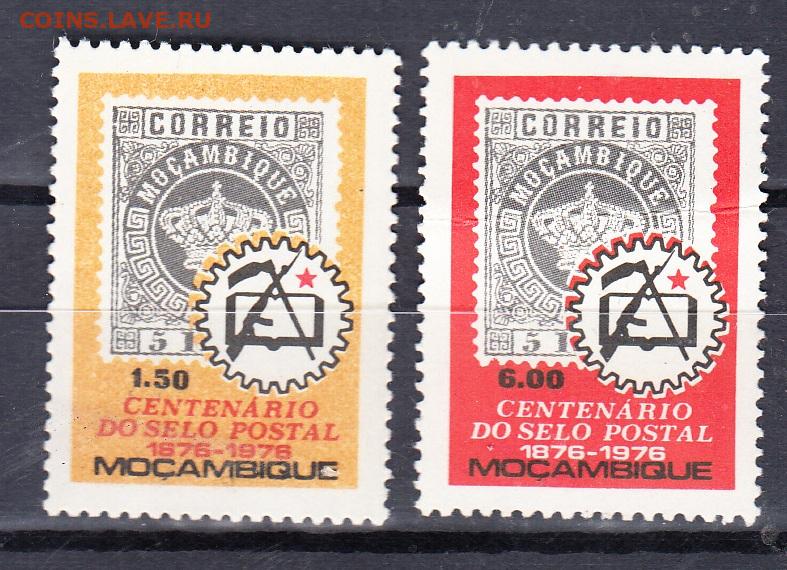 COINS.LAVE.RU
CORREIO
MOÇAMBIQUE
5
1.50
CENTENÁRIO
DO SELO POSTAL
1876-1976
MOÇAMBIQUE
CORREIO
MOÇAMBIQUE
5
6.00
CENTENÁRIO
DO SELO POSTAL
1876-1976
MOÇAMBIQUE